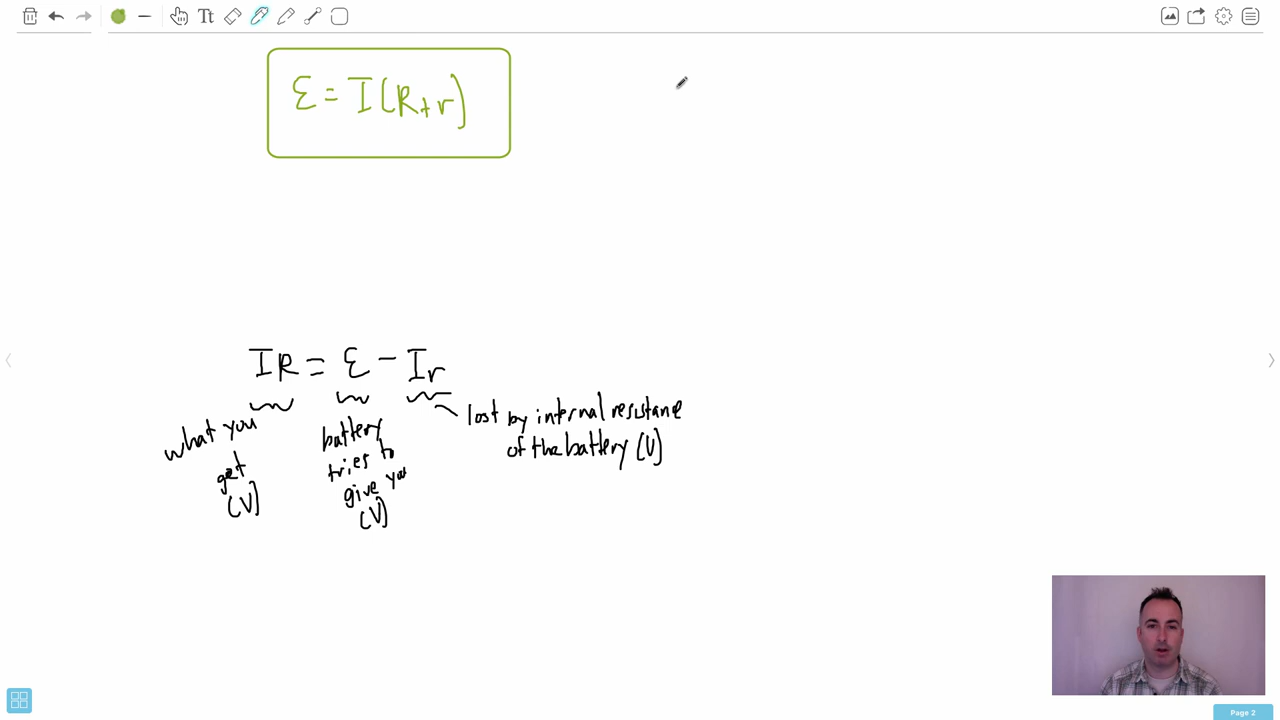 Tt
ε = I(R+r)
IR = ε - Ir
what you
get
(V)
battery
tries to
give you
(V)
lost by internal resistance
of the battery (V)
Page 2